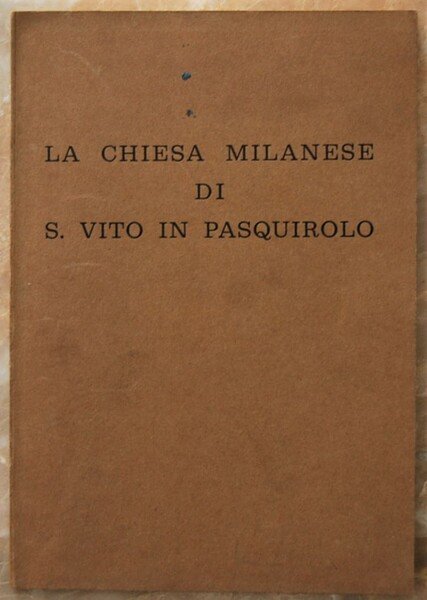 LA CHIESA MILANESE
DI
S. VITO IN PASQUIROLO